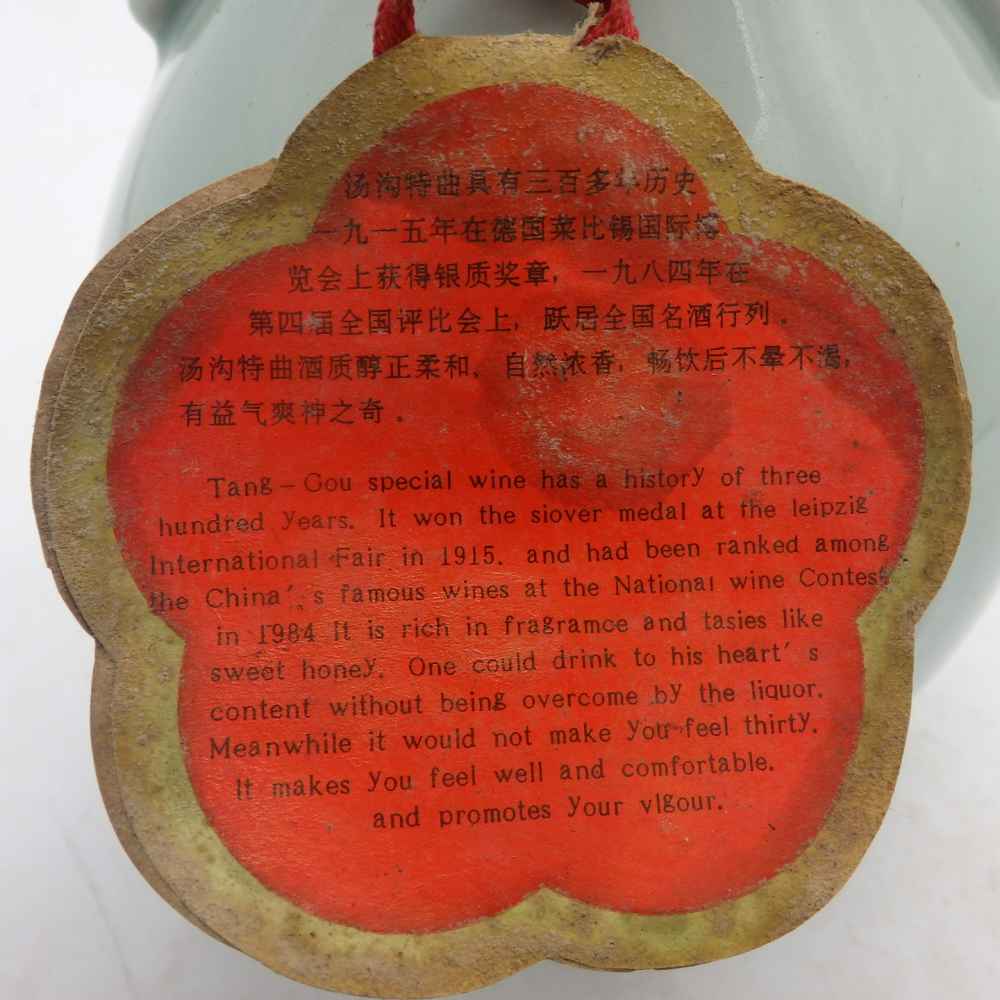 汤沟特曲具有三百多年历史
一九一五年在德国莱比锡国际博
览会上获得银质奖章，一九八四年在
第四届全国评比会上，跃居全国名酒行列。
汤沟特曲酒质醇正柔和，自然浓香，畅饮后不晕不渴，
有益气爽神之奇。
Tang-Gou special wine has a history of three
hundred years. It won the siover medal at the leipzig
International Fair in 1915. and had been ranked among
the China's famous wines at the National wine Contest
in 1984 It is rich in fragramce and tasies like
sweet honey. One could drink to his heart's
content without being overcome by the liquor.
Meanwhile it would not make you feel thirty.
It makes you feel well and comfortable.
and promotes your vigour.